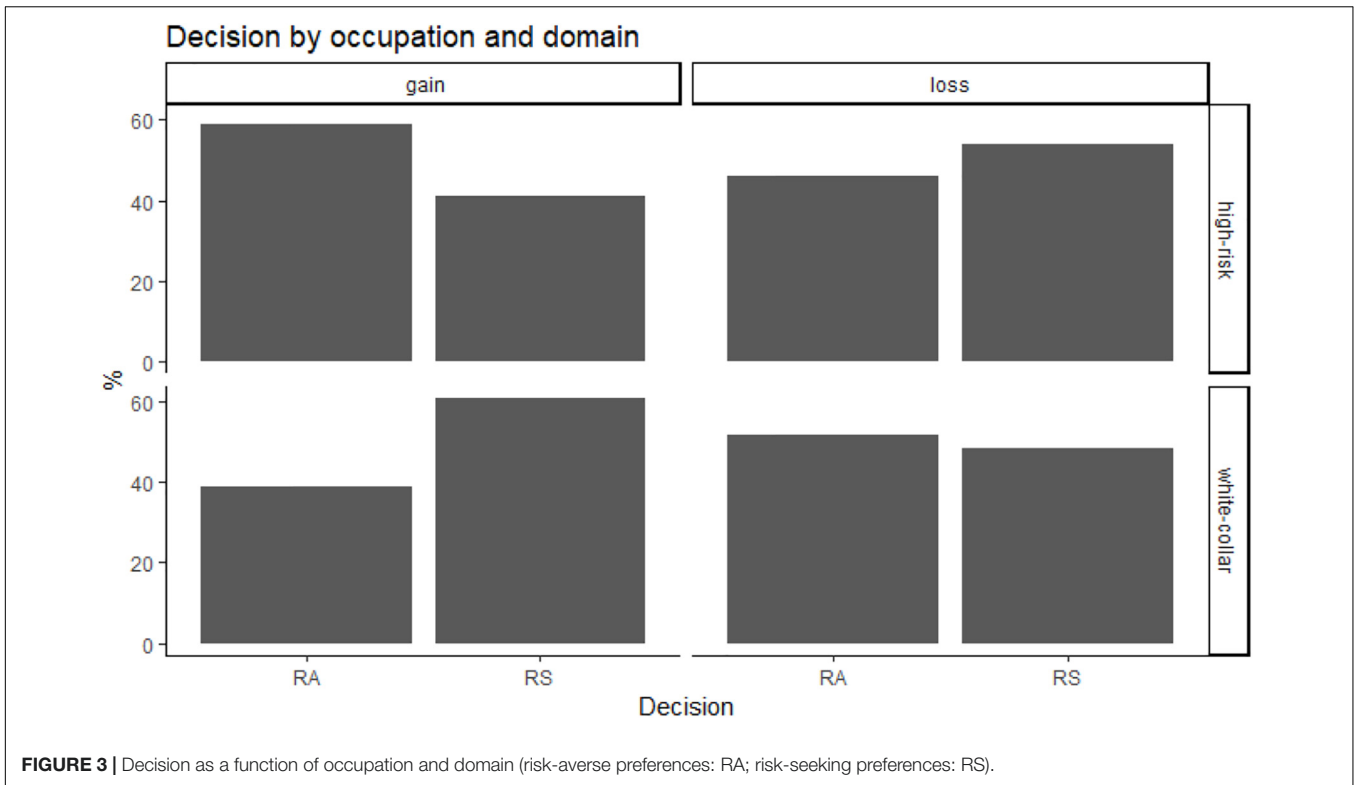 Decision by occupation and domain
gain
loss
60
40
20
0
high-risk
%
60
40
20
0
white-collar
RA
RS
RA
RS
Decision
FIGURE 3 | Decision as a function of occupation and domain (risk-averse preferences: RA; risk-seeking preferences: RS).